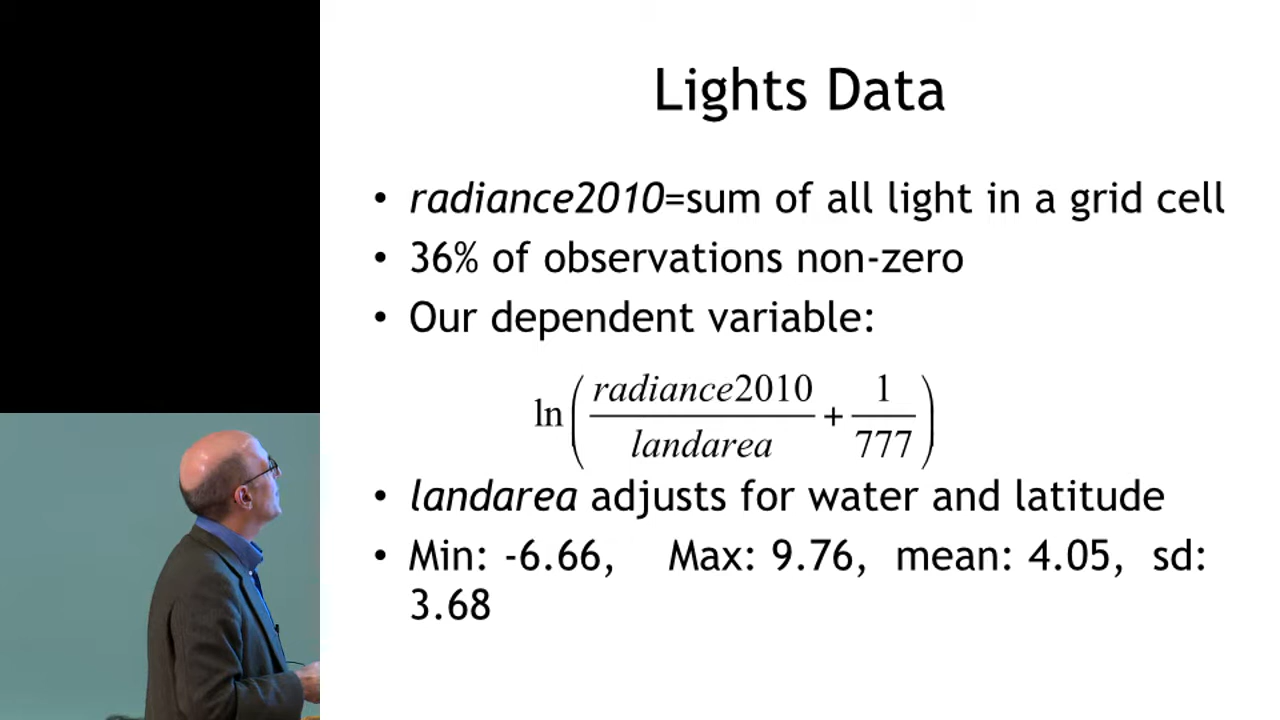 Lights Data
• radiance2010=sum of all light in a grid cell
• 36% of observations non-zero
• Our dependent variable:
ln(radiance2010/landarea + 1/777)
• landarea adjusts for water and latitude
• Min: -6.66, Max: 9.76, mean: 4.05, sd:
3.68